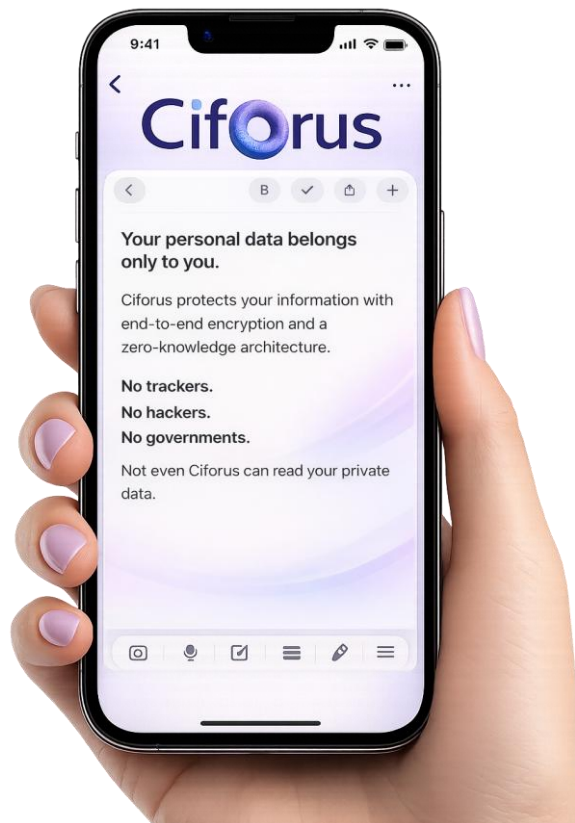 9:41
Ciforus
B
Your personal data belongs
only to you.
Ciforus protects your information with
end-to-end encryption and a
zero-knowledge architecture.
No trackers.
No hackers.
No governments.
Not even Ciforus can read your private
data.